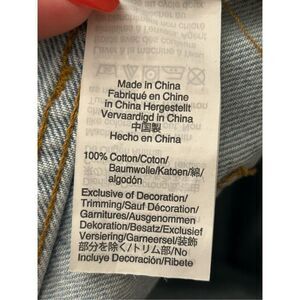 Made in China
Fabriqué en Chine
in China Hergestellt
Vervaardigd in China
中国製
Hecho en China
100% Cotton/Coton/
Baumwolle/Katoen/綿/
algodón
Exclusive of Decoration/
Trimming/Sauf Décoration/
Garnitures/Ausgenommen
Dekoration/Besatz/Exclusief
Versiering/Garneersel/装飾
部分を除く/トリム部/No
Incluye Decoración/Ribete